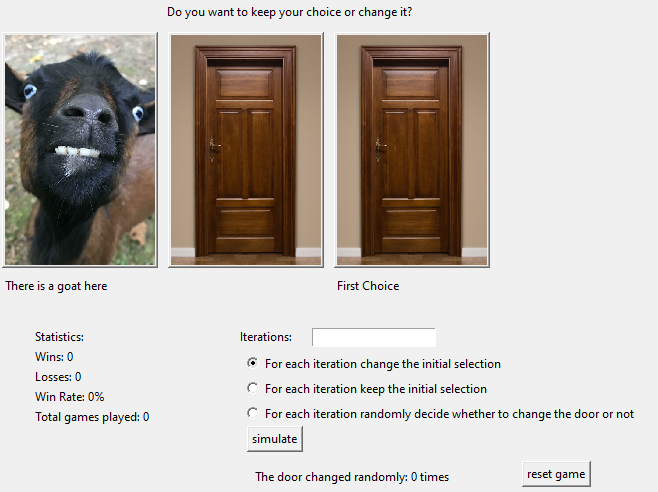 Do you want to keep your choice or change it?
There is a goat here
First Choice
Statistics:
Wins: 0
Losses: 0
Win Rate: 0%
Total games played: 0
Iterations:
For each iteration change the initial selection
For each iteration keep the initial selection
For each iteration randomly decide whether to change the door or not
simulate
The door changed randomly: 0 times
reset game